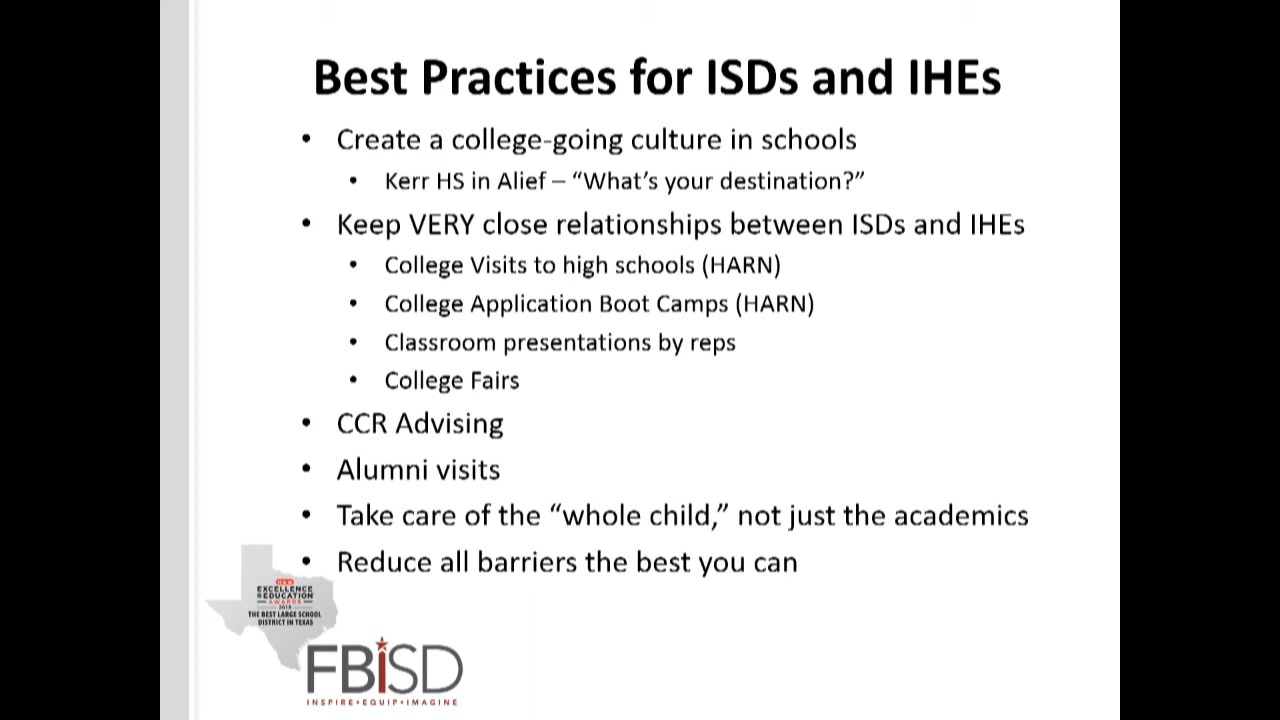 Best Practices for ISDs and IHEs
• Create a college-going culture in schools
• Kerr HS in Alief – “What’s your destination?”
• Keep VERY close relationships between ISDs and IHEs
• College Visits to high schools (HARN)
• College Application Boot Camps (HARN)
• Classroom presentations by reps
• College Fairs
• CCR Advising
• Alumni visits
• Take care of the “whole child,” not just the academics
• Reduce all barriers the best you can
EXCELLENCE
EDUCATION
AWARDS
THE BEST LARGE SCHOOL
DISTRICT IN TEXAS
FBiSD
INSPIRE•EQUIP•IMAGINE